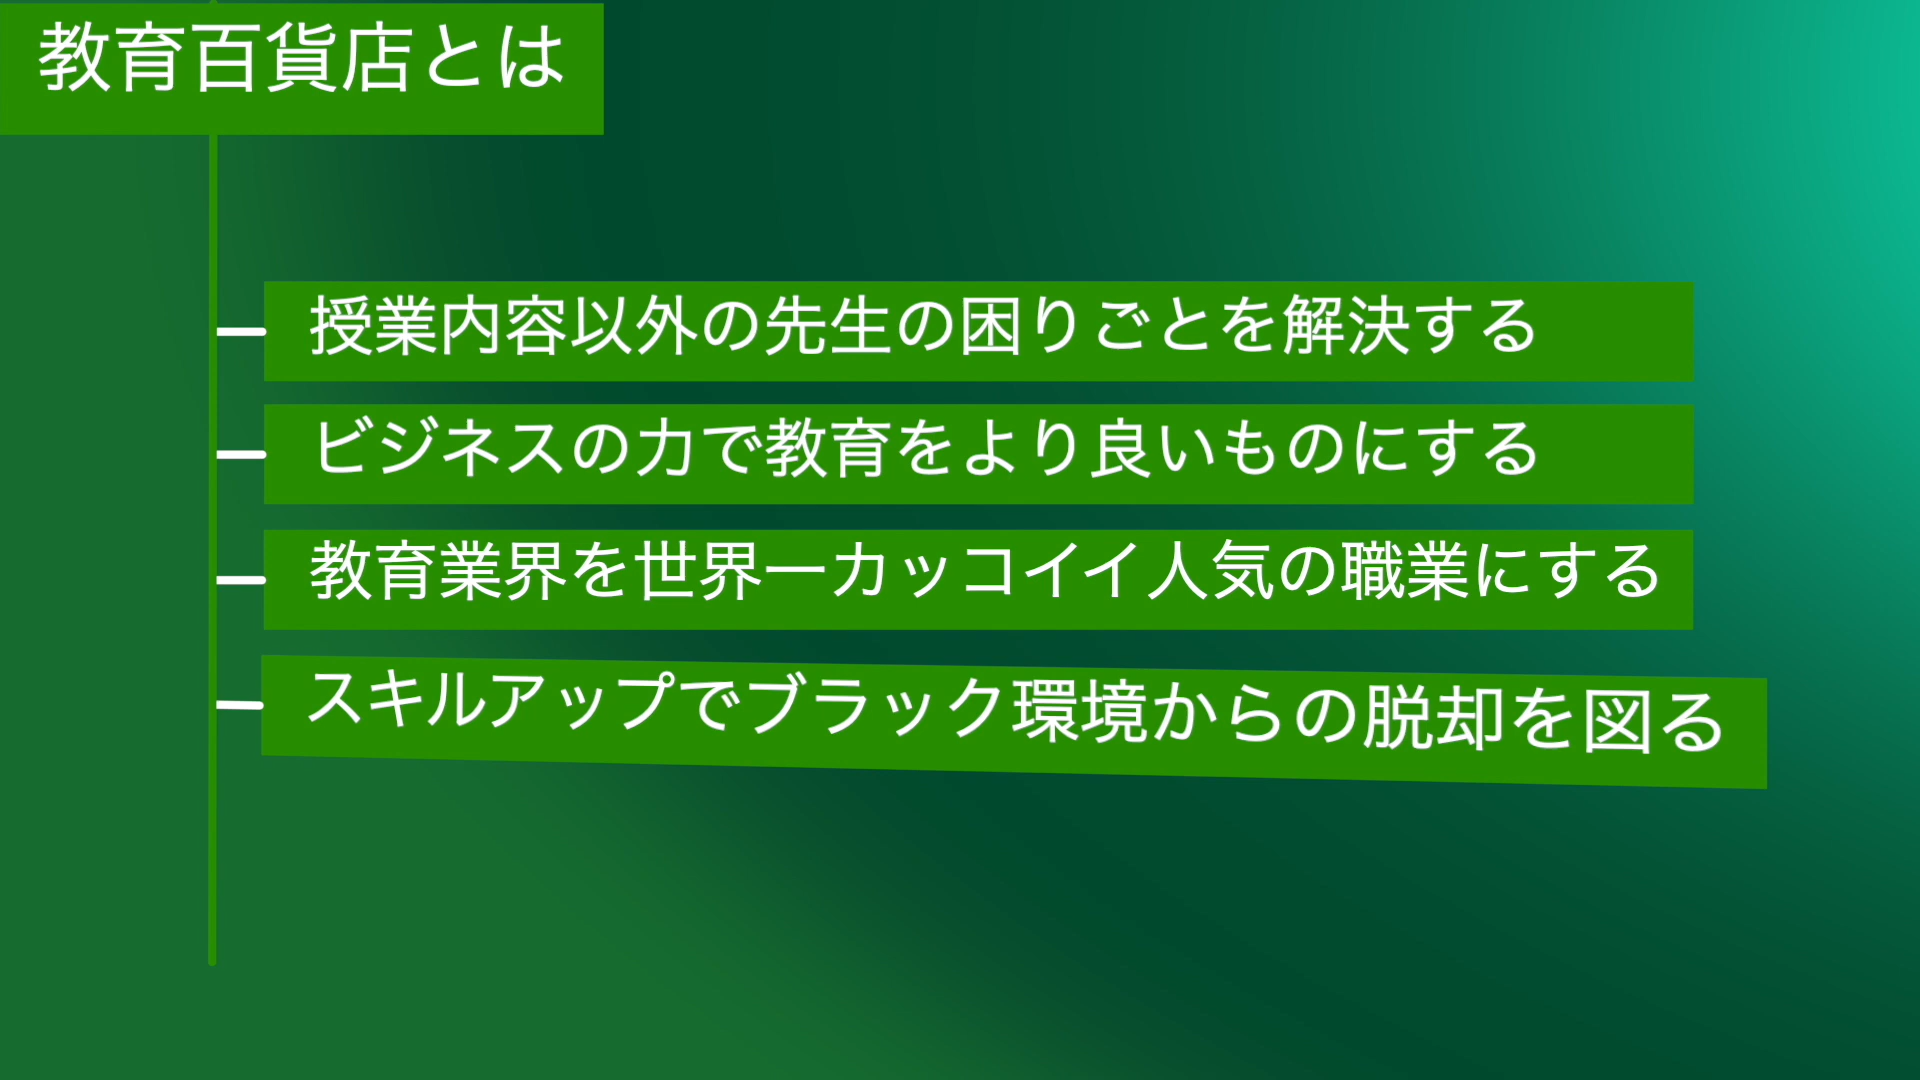 教育百貨店とは
授業内容以外の先生の困りごとを解決する
ビジネスの力で教育をより良いものにする
教育業界を世界一カッコイイ人気の職業にする
スキルアップでブラック環境からの脱却を図る